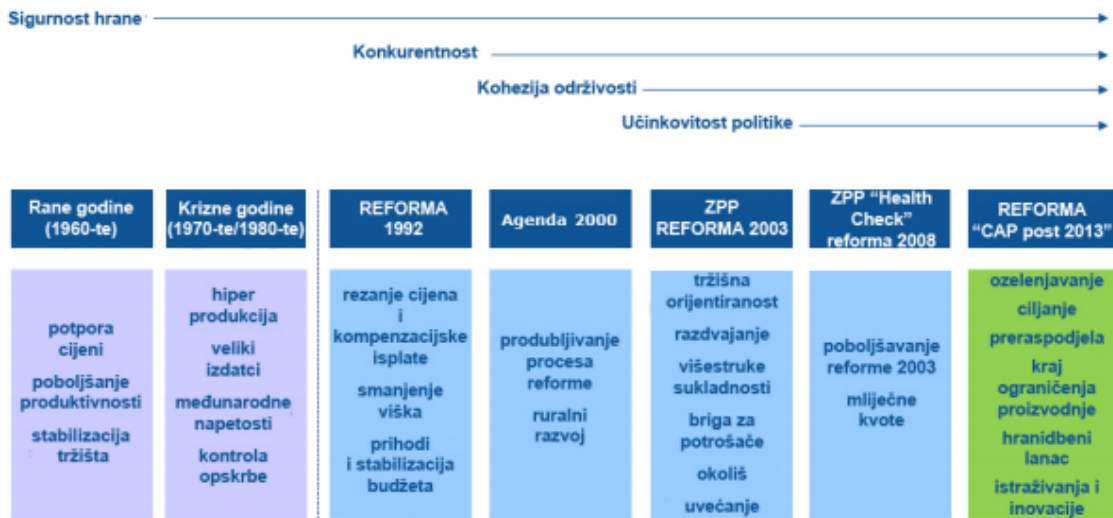 Sigurnost hrane
Konkurentnost
Kohezija održivosti
Učinkovitost politike
Rane godine
(1960-te)
potpora
cijeni
poboljšanje
produktivnosti
stabilizacija
tržišta
Krizne godine
(1970-te/1980-te)
hiper
produkcija
veliki
izdatci
međunarodne
napetosti
kontrola
opskrbe
REFORMA
1992
rezanje cijena
i
kompenzacijske
isplate
smanjenje
viška
prihodi
i stabilizacija
budžeta
Agenda 2000
produbljivanje
procesa
reforme
ruralni
razvoj
ZPP
REFORMA 2003
tržišna
orijentiranost
razdvajanje
višestruke
sukladnosti
briga za
potrošače
okoliš
uvećanje
ZPP "Health
Check"
reforma 2008
poboljšavanje
reforme 2003
mliječne
kvote
REFORMA
"CAP post 2013"
ozelenjavanje
ciljanje
preraspodjela
kraj
ograničenja
proizvodnje
hranidbeni
lanac
istraživanja i
inovacije